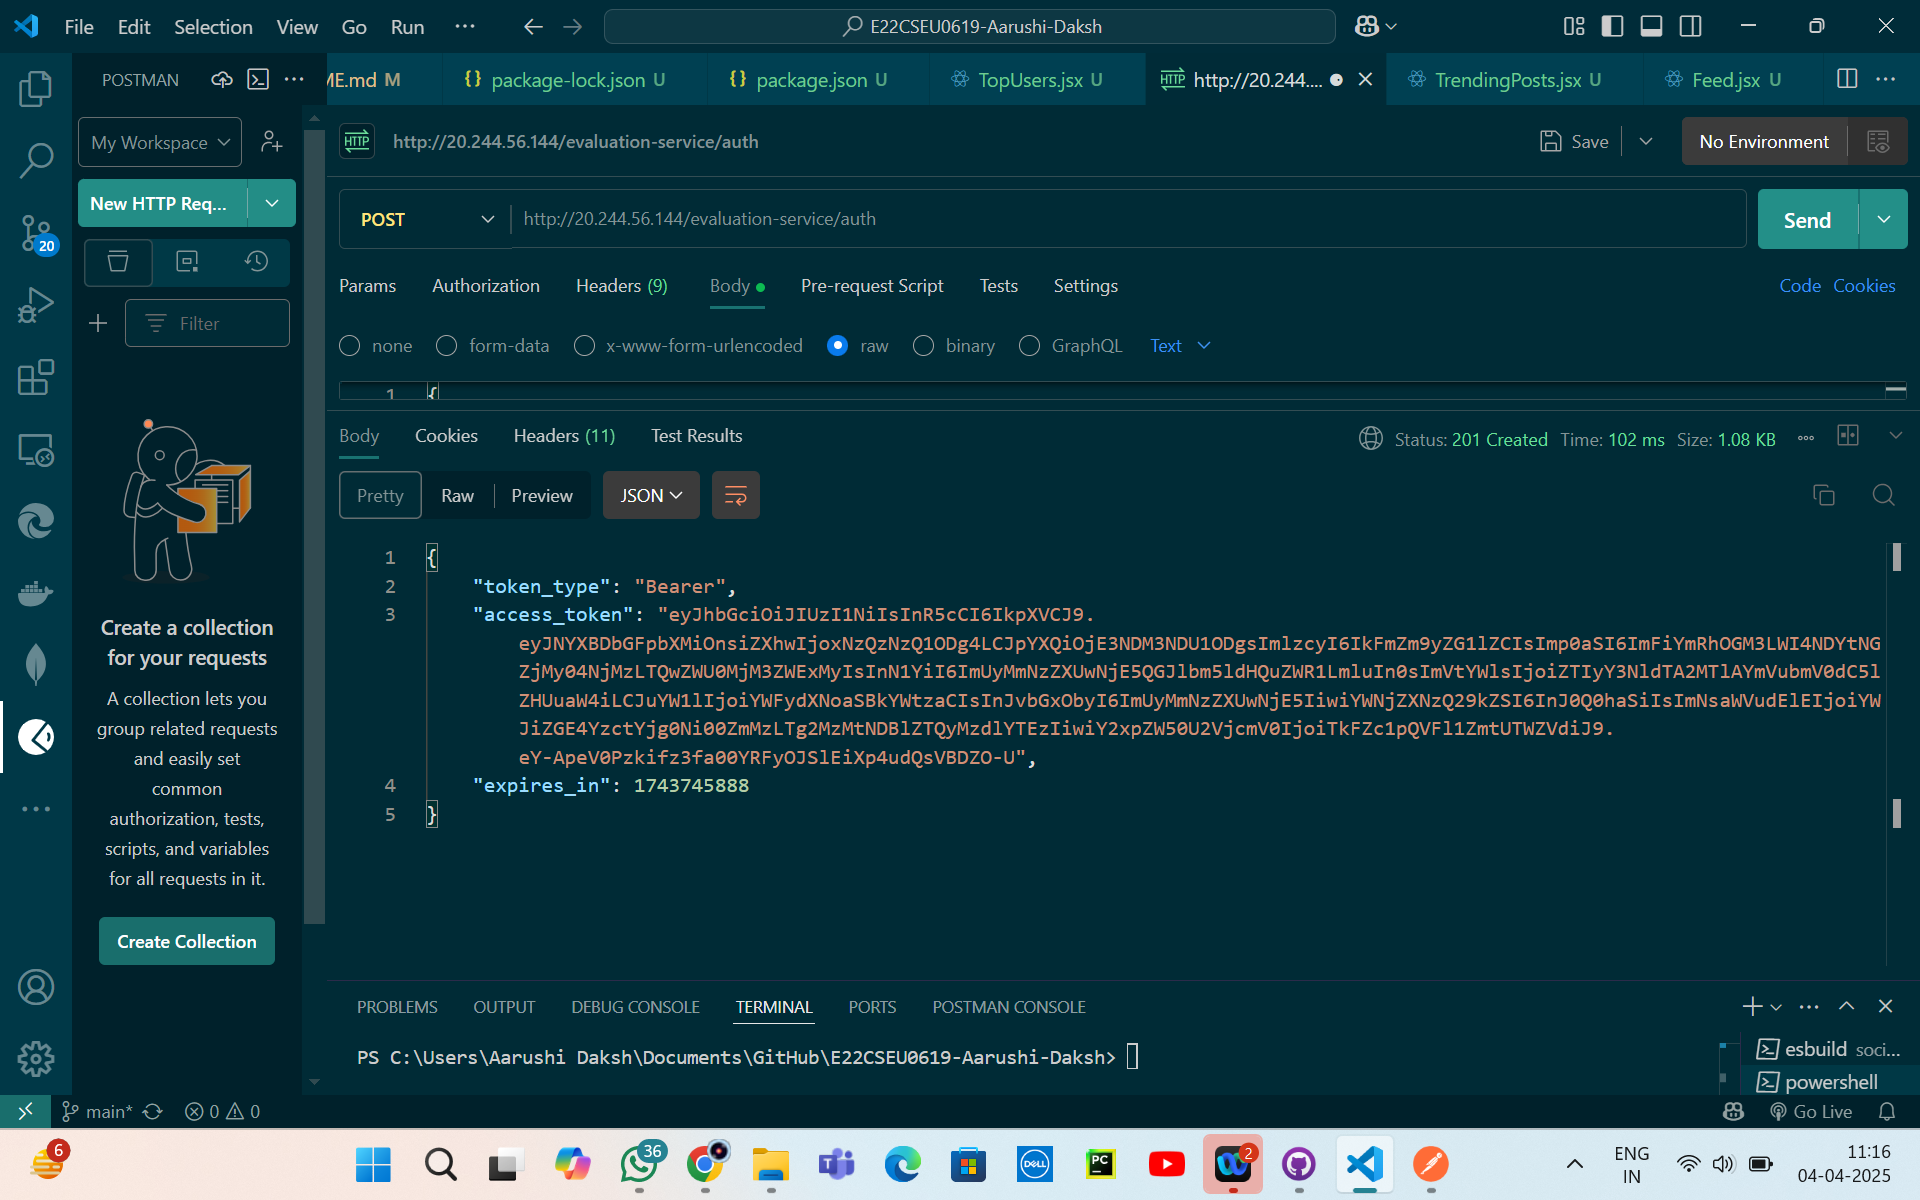 File Edit Selection View Go Run ···
E22CSEU0619-Aarushi-Daksh
POSTMAN
ME.md M
{} package-lock.json U
{} package.json U
TopUsers.jsx U
HTTP http://20.244....
TrendingPosts.jsx U
Feed.jsx U
My Workspace
HTTP http://20.244.56.144/evaluation-service/auth
Save
No Environment
New HTTP Req...
POST http://20.244.56.144/evaluation-service/auth
Send
20
Params Authorization Headers (9) Body Pre-request Script Tests Settings
Code Cookies
Filter
none form-data x-www-form-urlencoded raw binary GraphQL Text
1 {
Body Cookies Headers (11) Test Results
Status: 201 Created Time: 102 ms Size: 1.08 KB
Pretty Raw Preview JSON
1 {
2 "token_type": "Bearer",
3 "access_token": "eyJhbGciOiJIUzI1NiIsInR5cCI6IkpXVCJ9.
eyJNYXBDbGFpbXMiOnsiZXhwIjoxNzQzNzQ1ODg4LCJpYXQiOjE3NDM3NDU1ODgsImlzcyI6IkFmZm9yZG1lZCIsImp0aSI6ImFiYmRhOGM3LWI4NDYtNG
ZjMy04NjMzLTQwZWU0MjM3ZWExMyIsInN1YiI6ImUyMmNzZXUwNjE5QGJlbm5ldHQuZWR1LmluIn0sImVtYWlsIjoiZTIyY3NldTA2MTlAYmVubmV0dC5l
ZHUuaW4iLCJuYW1lIjoiYWFydXNoaSBkYWtzaCIsInJvbGxObyI6ImUyMmNzZXUwNjE5IiwiYWNjZXNzQ29kZSI6InJ0Q0haSiIsImNsaWVudElEIjoiYW
JiZGE4YzctYjg0Ni00ZmMzLTg2MzMtNDBlZTQyMzdlYTEzIiwiY2xpZW50U2VjcmV0IjoiTkFZc1pQVFl1ZmtUTWZVdiJ9.
eY-ApeV0Pzkifz3fa00YRFyOJSlEiXp4udQsVBDZO-U",
4 "expires_in": 1743745888
5 }
Create a collection
for your requests
A collection lets you
group related requests
and easily set
common
authorization, tests,
scripts, and variables
for all requests in it.
Create Collection
PROBLEMS OUTPUT DEBUG CONSOLE TERMINAL PORTS POSTMAN CONSOLE
PS C:\Users\Aarushi Daksh\Documents\GitHub\E22CSEU0619-Aarushi-Daksh>
esbuild soci...
powershell
main* 0 0
Go Live
6
36
DELL
PC
2
ENG
IN
11:16
04-04-2025